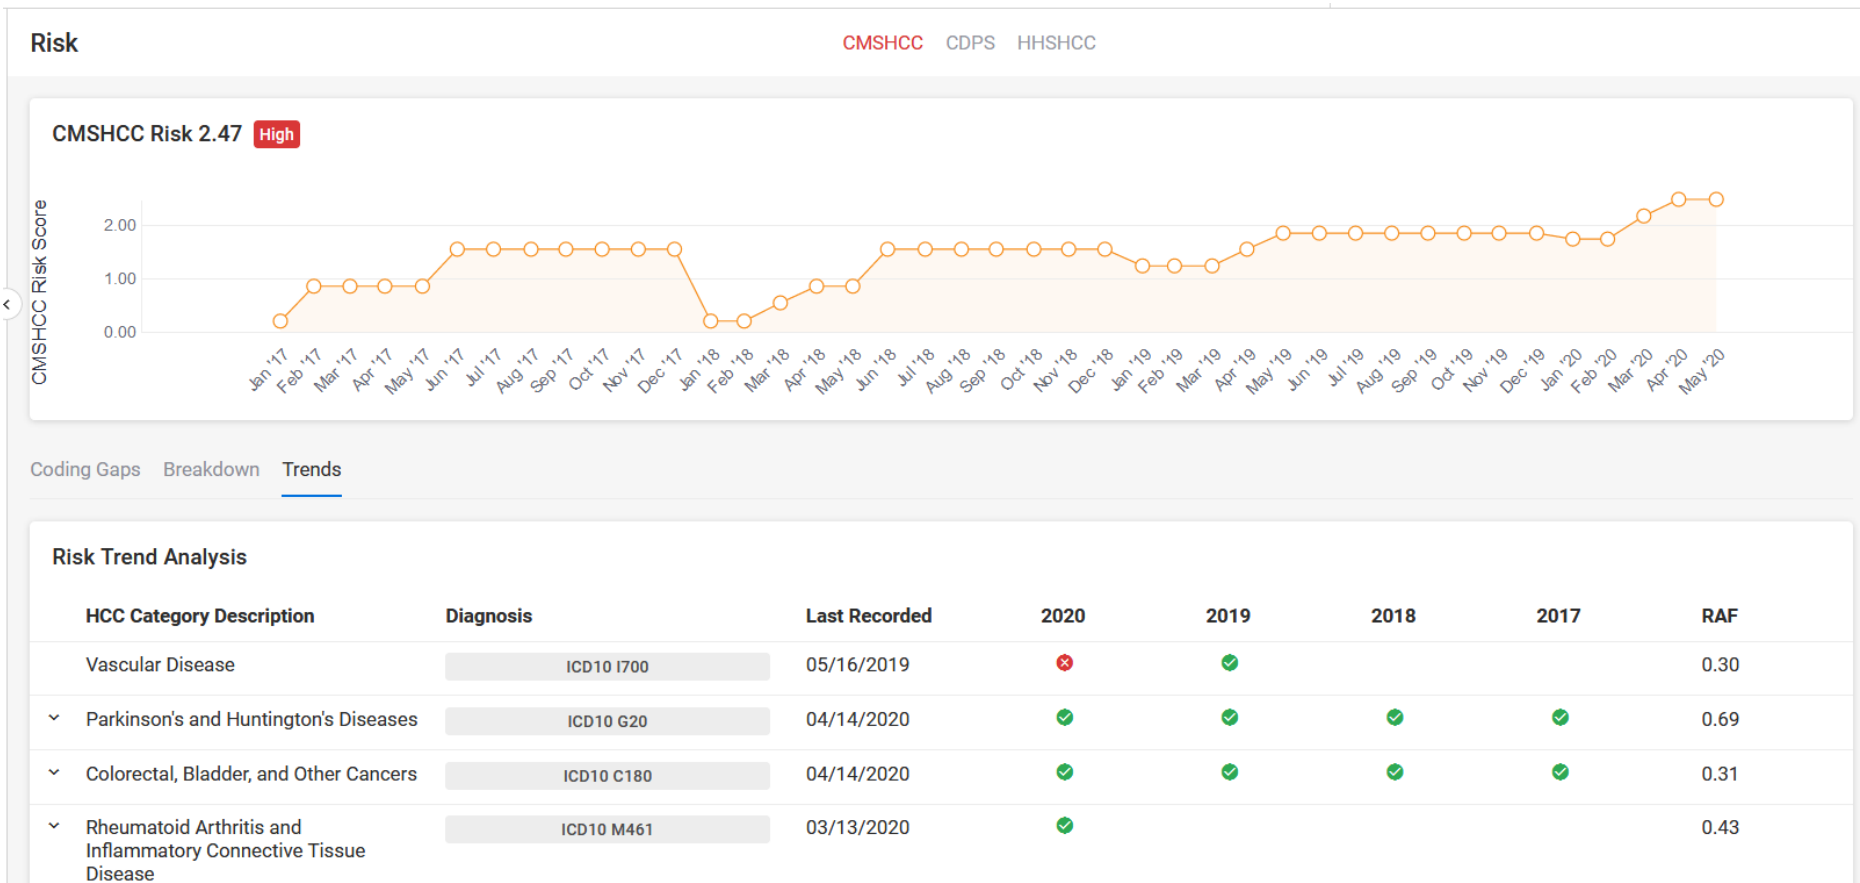 Risk CMSHCC CDPS HHSHCC
CMSHCC Risk 2.47 High
CMSHCC Risk Score
2.00
1.00
0.00
Jan '17 Feb '17 Mar '17 Apr '17 May '17 Jun '17 Jul '17 Aug '17 Sep '17 Oct '17 Nov '17 Dec '17 Jan '18 Feb '18 Mar '18 Apr '18 May '18 Jun '18 Jul '18 Aug '18 Sep '18 Oct '18 Nov '18 Dec '18 Jan '19 Feb '19 Mar '19 Apr '19 May '19 Jun '19 Jul '19 Aug '19 Sep '19 Oct '19 Nov '19 Dec '19 Jan '20 Feb '20 Mar '20 Apr '20 May '20
Coding Gaps Breakdown Trends
Risk Trend Analysis
HCC Category Description Diagnosis Last Recorded 2020 2019 2018 2017 RAF
Vascular Disease ICD10 I700 05/16/2019 0.30
Parkinson's and Huntington's Diseases ICD10 G20 04/14/2020 0.69
Colorectal, Bladder, and Other Cancers ICD10 C180 04/14/2020 0.31
Rheumatoid Arthritis and ICD10 M461 03/13/2020 0.43
Inflammatory Connective Tissue
Disease